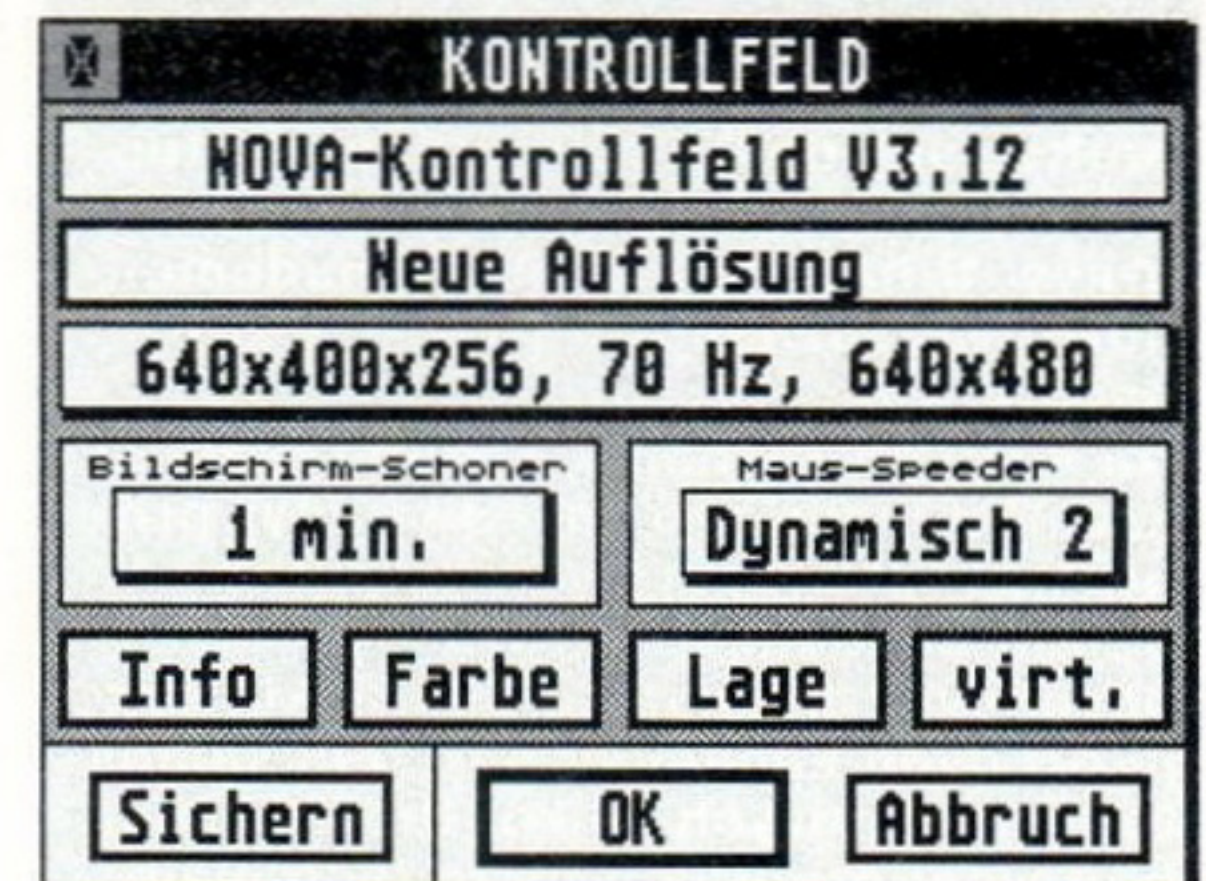 KONTROLLFELD
NOVA-Kontrollfeld V3.12
Neue Auflösung
640x400x256, 70 Hz, 640x480
Bildschirm-Schoner
Maus-Speeder
1 min.
Dynamisch 2
Info Farbe Lage virt.
Sichern OK Abbruch